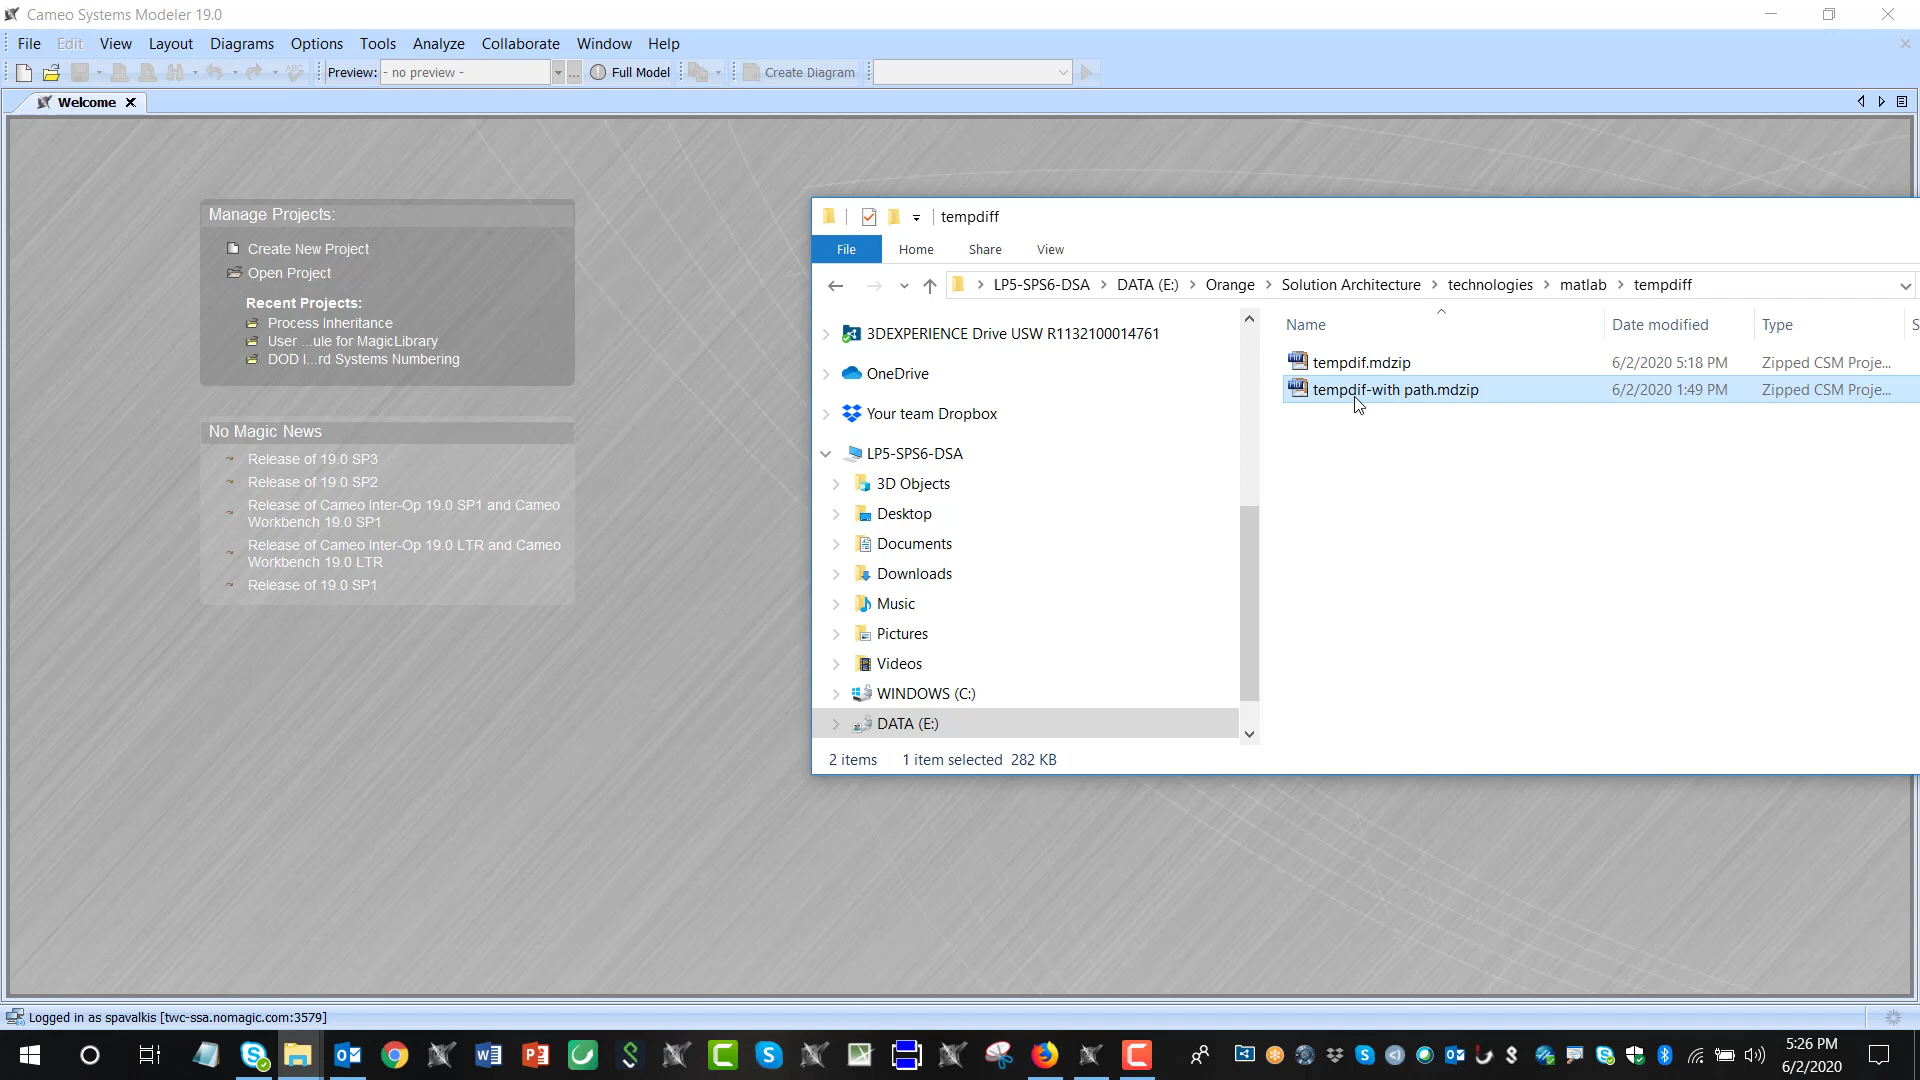 Cameo Systems Modeler 19.0
File Edit View Layout Diagrams Options Tools Analyze Collaborate Window Help
Preview: - no preview - ... Full Model Create Diagram
Welcome
Manage Projects:
Create New Project
Open Project
Recent Projects:
Process Inheritance
User ...ule for MagicLibrary
DOD I...rd Systems Numbering
No Magic News
Release of 19.0 SP3
Release of 19.0 SP2
Release of Cameo Inter-Op 19.0 SP1 and Cameo
Workbench 19.0 SP1
Release of Cameo Inter-Op 19.0 LTR and Cameo
Workbench 19.0 LTR
Release of 19.0 SP1
tempdiff
File Home Share View
LP5-SPS6-DSA DATA (E:) Orange Solution Architecture technologies matlab tempdiff
3DEXPERIENCE Drive USW R1132100014761
OneDrive
Your team Dropbox
LP5-SPS6-DSA
3D Objects
Desktop
Documents
Downloads
Music
Pictures
Videos
WINDOWS (C:)
DATA (E:)
Name Date modified Type S
tempdif.mdzip 6/2/2020 5:18 PM Zipped CSM Proje...
tempdif-with path.mdzip 6/2/2020 1:49 PM Zipped CSM Proje...
2 items 1 item selected 282 KB
Logged in as spavalkis [twc-ssa.nomagic.com:3579]
5:26 PM
6/2/2020